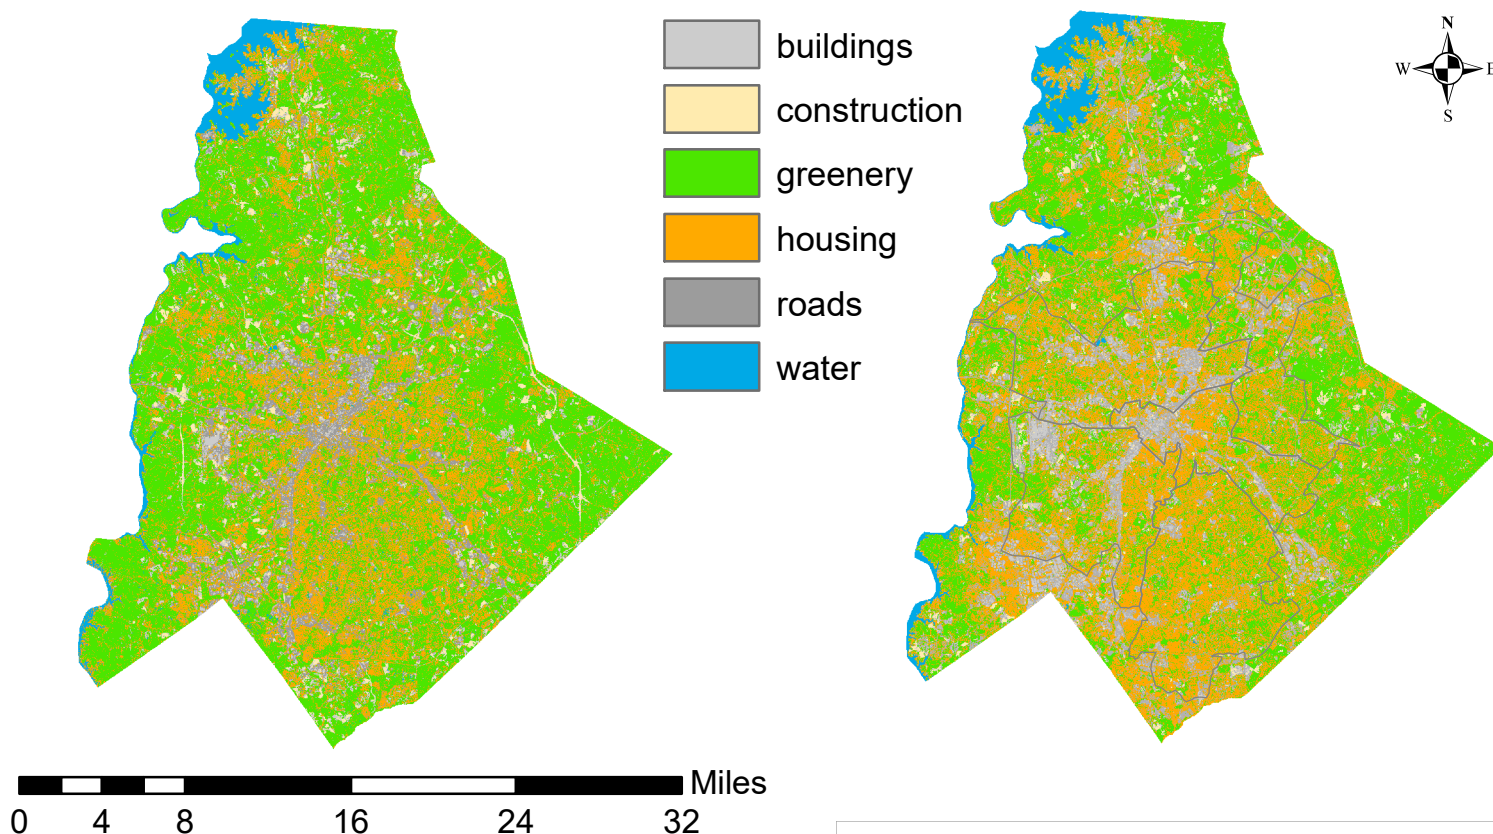 buildings
construction
greenery
housing
roads
water
N
W
E
S
Miles
0 4 8 16 24 32